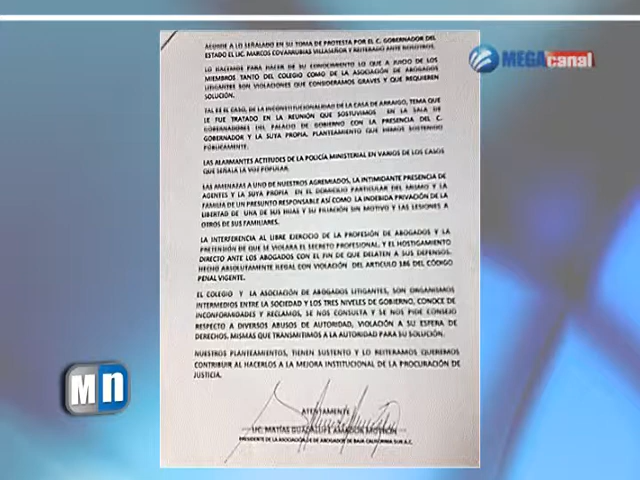 ACORDE A LO SEÑALADO EN SU TOMA DE PROTESTA POR EL C. GOBERNADOR DEL
ESTADO EL LIC. MARCOS COVARRUBIAS VILLASEÑOR Y REITERADO ANTE NOSOTROS.
LO HACEMOS PARA HACER DE SU CONOCIMIENTO LO QUE A JUICIO DE LOS
MIEMBROS TANTO DEL COLEGIO COMO DE LA ASOCIACIÓN DE ABOGADOS
LITIGANTES SON VIOLACIONES QUE CONSIDERAMOS GRAVES Y QUE REQUIEREN
SOLUCIÓN.
TAL ES EL CASO, DE LA INCONSTITUCIONALIDAD DE LA CASA DE ARRAIGO, TEMA QUE
LE FUE TRATADO EN LA REUNIÓN QUE SOSTUVIMOS EN LA SALA DE
GOBERNADORES DEL PALACIO DE GOBIERNO CON LA PRESENCIA DEL C.
GOBERNADOR Y LA SUYA PROPIA, PLANTEAMIENTO QUE HEMOS SOSTENIDO
PÚBLICAMENTE.
LAS ALARMANTES ACTITUDES DE LA POLICÍA MINISTERIAL EN VARIOS DE LOS CASOS
QUE SEÑALA LA VOZ POPULAR.
LAS AMENAZAS A UNO DE NUESTROS AGREMIADOS, LA INTIMIDANTE PRESENCIA DE
AGENTES Y LA SUYA PROPIA EN EL DOMICILIO PARTICULAR DEL MISMO Y LA
FAMILIA DE UN PRESUNTO RESPONSABLE ASÍ COMO LA INDEBIDA PRIVACIÓN DE LA
LIBERTAD DE UNA DE SUS HIJAS Y SU FILIACIÓN SIN MOTIVO Y LAS LESIONES A
OTROS DE SUS FAMILIARES.
LA INTERFERENCIA AL LIBRE EJERCICIO DE LA PROFESIÓN DE ABOGADOS Y LA
PRETENSIÓN DE QUE SE VIOLARA EL SECRETO PROFESIONAL, Y EL HOSTIGAMIENTO
DIRECTO ANTE LOS ABOGADOS CON EL FIN DE QUE DELATEN A SUS DEFENSOS.
HECHO ABSOLUTAMENTE ILEGAL CON VIOLACIÓN DEL ARTICULO 186 DEL CÓDIGO
PENAL VIGENTE.
EL COLEGIO Y LA ASOCIACIÓN DE ABOGADOS LITIGANTES, SON ORGANISMOS
INTERMEDIOS ENTRE LA SOCIEDAD Y LOS TRES NIVELES DE GOBIERNO, CONOCE DE
INCONFORMIDADES Y RECLAMOS, SE NOS CONSULTA Y SE NOS PIDE CONSEJO
RESPECTO A DIVERSOS ABUSOS DE AUTORIDAD, VIOLACIÓN A SU ESFERA DE
DERECHOS, MISMAS QUE TRANSMITIMOS A LA AUTORIDAD PARA SU SOLUCIÓN.
NUESTROS PLANTEAMIENTOS, TIENEN SUSTENTO Y LO REITERAMOS QUEREMOS
CONTRIBUIR AL HACERLOS A LA MEJORA INSTITUCIONAL DE LA PROCURACIÓN DE
JUSTICIA.
ATENTAMENTE
LIC. MATÍAS GUADALUPE AMADOR MOYRÓN
PRESIDENTE DE LA ASOCIACIÓN DE ABOGADOS DE BAJA CALIFORNIA SUR A.C.
MEGAcanal
Mn